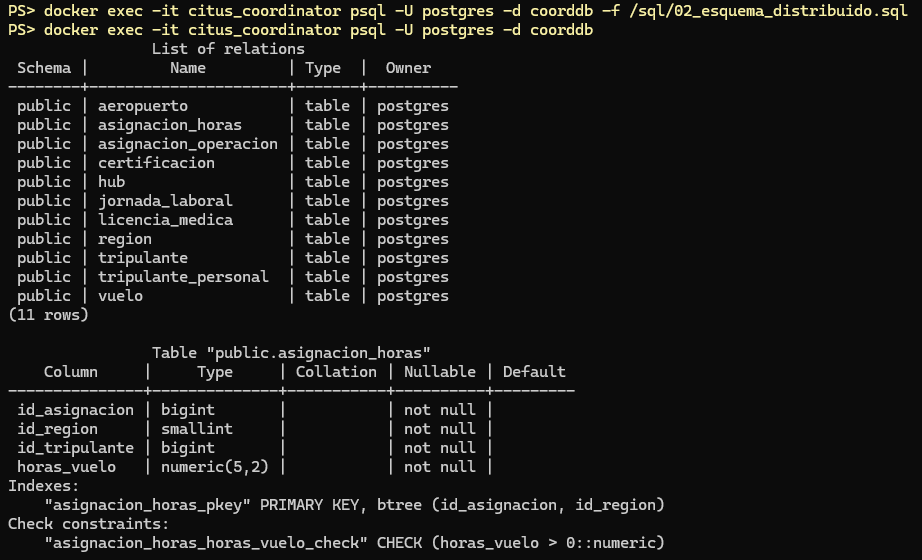 PS> docker exec -it citus_coordinator psql -U postgres -d coorddb -f /sql/02_esquema_distribuido.sql
PS> docker exec -it citus_coordinator psql -U postgres -d coorddb
                List of relations
 Schema |         Name         | Type  |  Owner
--------+----------------------+-------+----------
 public | aeropuerto           | table | postgres
 public | asignacion_horas     | table | postgres
 public | asignacion_operacion | table | postgres
 public | certificacion        | table | postgres
 public | hub                  | table | postgres
 public | jornada_laboral      | table | postgres
 public | licencia_medica      | table | postgres
 public | region               | table | postgres
 public | tripulante           | table | postgres
 public | tripulante_personal  | table | postgres
 public | vuelo                | table | postgres
(11 rows)

                Table "public.asignacion_horas"
    Column     |     Type     | Collation | Nullable | Default
---------------+--------------+-----------+----------+---------
 id_asignacion | bigint       |           | not null |
 id_region     | smallint     |           | not null |
 id_tripulante | bigint       |           | not null |
 horas_vuelo   | numeric(5,2) |           | not null |
Indexes:
    "asignacion_horas_pkey" PRIMARY KEY, btree (id_asignacion, id_region)
Check constraints:
    "asignacion_horas_horas_vuelo_check" CHECK (horas_vuelo > 0::numeric)